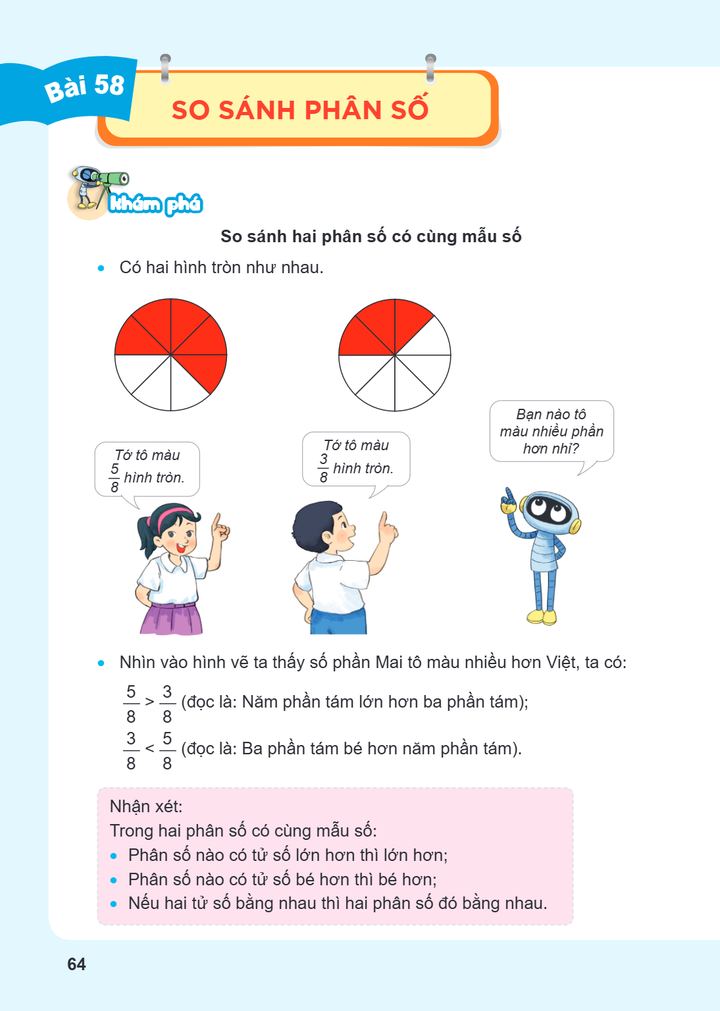 Bài 58
SO SÁNH PHÂN SỐ
khám phá
So sánh hai phân số có cùng mẫu số
• Có hai hình tròn như nhau.
Tớ tô màu
5/8 hình tròn.
Tớ tô màu
3/8 hình tròn.
Bạn nào tô
màu nhiều phần
hơn nhỉ?
• Nhìn vào hình vẽ ta thấy số phần Mai tô màu nhiều hơn Việt, ta có:
5/8 > 3/8 (đọc là: Năm phần tám lớn hơn ba phần tám);
3/8 < 5/8 (đọc là: Ba phần tám bé hơn năm phần tám).
Nhận xét:
Trong hai phân số có cùng mẫu số:
• Phân số nào có tử số lớn hơn thì lớn hơn;
• Phân số nào có tử số bé hơn thì bé hơn;
• Nếu hai tử số bằng nhau thì hai phân số đó bằng nhau.
64